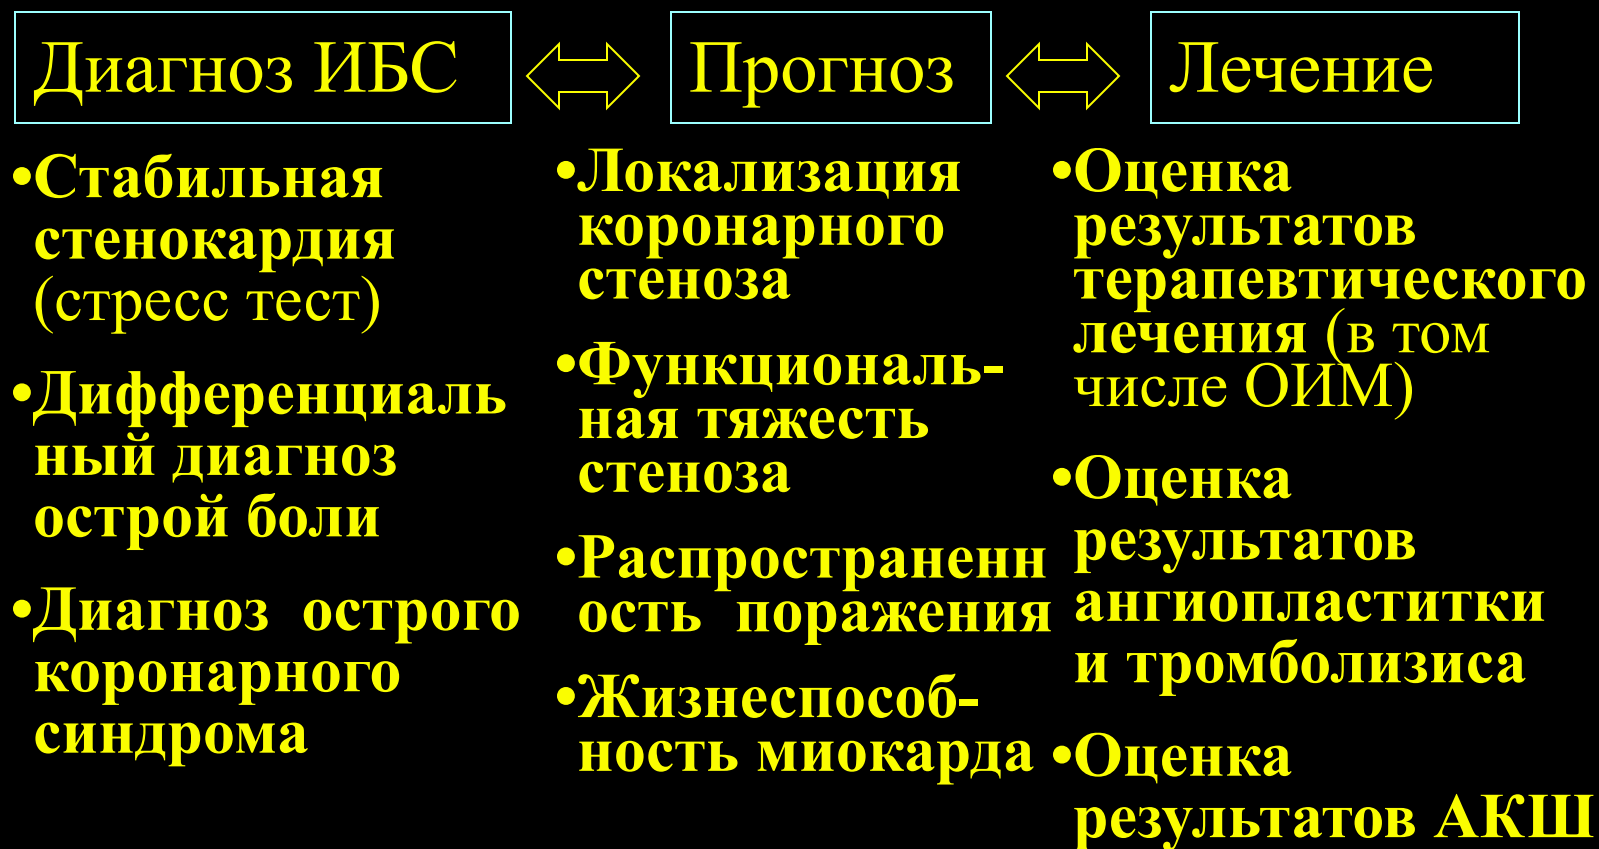 Диагноз ИБС
Прогноз
Лечение
•Стабильная
стенокардия
(стресс тест)
•Дифференциаль
ный диагноз
острой боли
•Диагноз острого
коронарного
синдрома
•Локализация
коронарного
стеноза
•Функциональ-
ная тяжесть
стеноза
•Распространенн
ость поражения
•Жизнеспособ-
ность миокарда
•Оценка
результатов
терапевтического
лечения (в том
числе ОИМ)
•Оценка
результатов
ангиопластитки
и тромболизиса
•Оценка
результатов АКШ